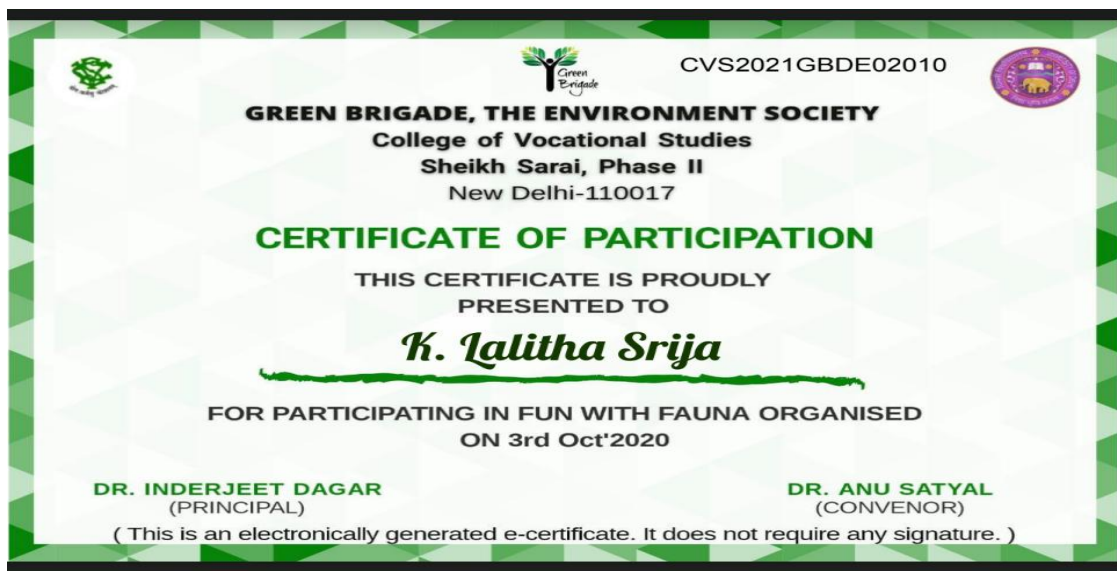 Green
Brigade
CVS2021GBDE02010
GREEN BRIGADE, THE ENVIRONMENT SOCIETY
College of Vocational Studies
Sheikh Sarai, Phase II
New Delhi-110017
CERTIFICATE OF PARTICIPATION
THIS CERTIFICATE IS PROUDLY
PRESENTED TO
K. Lalitha Srija
FOR PARTICIPATING IN FUN WITH FAUNA ORGANISED
ON 3rd Oct'2020
DR. INDERJEET DAGAR
(PRINCIPAL)
DR. ANU SATYAL
(CONVENOR)
( This is an electronically generated e-certificate. It does not require any signature. )